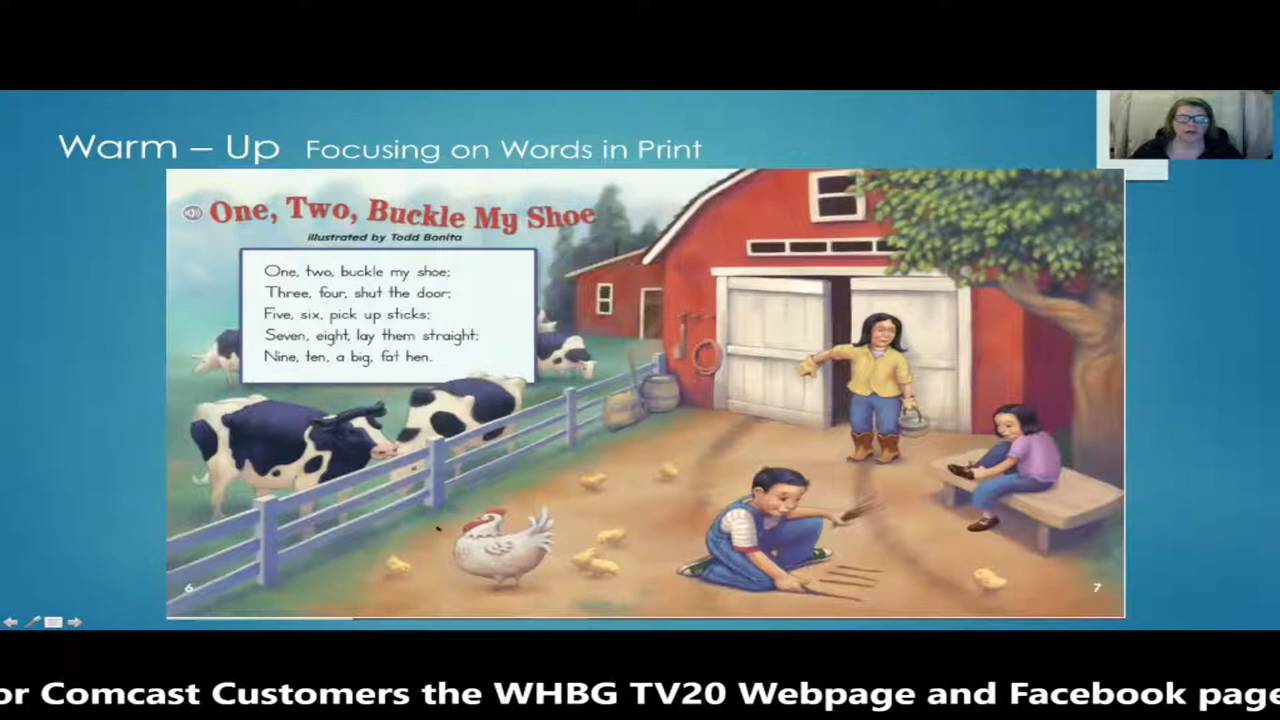 Warm – Up Focusing on Words in Print
One, Two, Buckle My Shoe
illustrated by Todd Bonita
One, two, buckle my shoe;
Three, four, shut the door;
Five, six, pick up sticks;
Seven, eight, lay them straight;
Nine, ten, a big, fat hen.
6
7
or Comcast Customers the WHBG TV20 Webpage and Facebook page